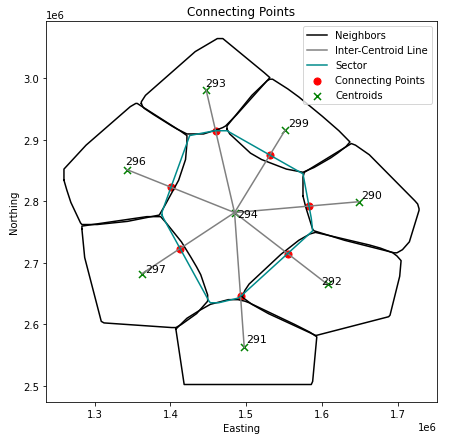 Connecting Points
1e6
Neighbors
Inter-Centroid Line
Sector
Connecting Points
Centroids
3.0
2.9
2.8
2.7
2.6
2.5
Northing
293
299
296
290
294
297
292
291
1.3 1.4 1.5 1.6 1.7
Easting
1e6